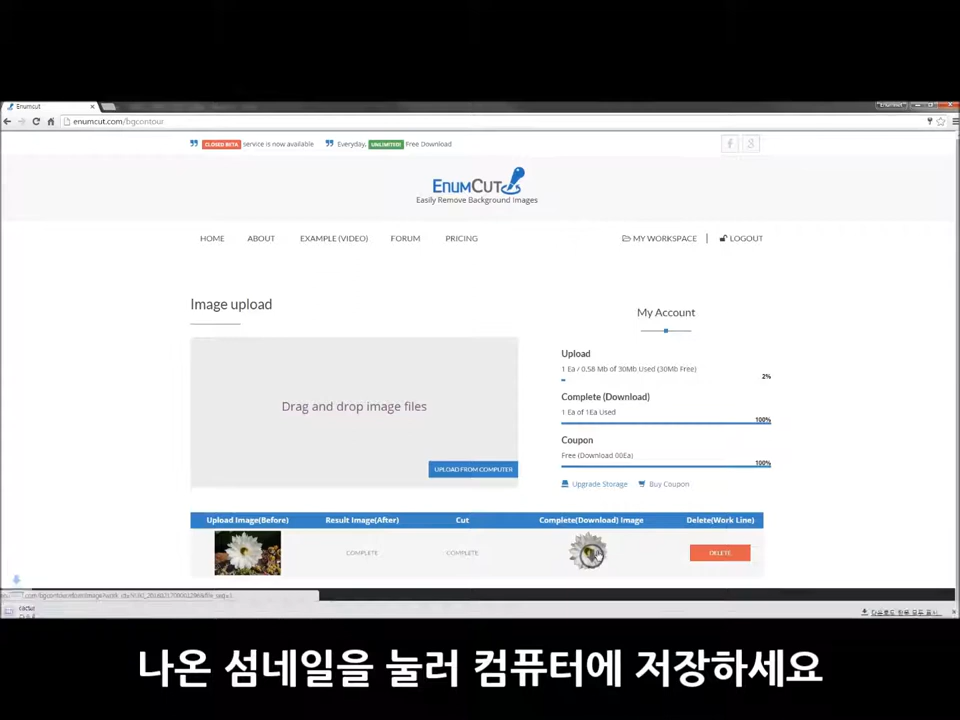 Enumcut
enumcut.com/bgcontour
CLOSED BETA service is now available
Everyday, UNLIMITED! Free Download
ENUMCUT
Easily Remove Background Images
HOME ABOUT EXAMPLE (VIDEO) FORUM PRICING
MY WORKSPACE | LOGOUT
Image upload
Drag and drop image files
UPLOAD FROM COMPUTER
My Account
Upload
1 Ea / 0.58 Mb of 30Mb Used (30Mb Free)
2%
Complete (Download)
1 Ea of 1Ea Used
100%
Coupon
Free (Download 00Ea)
100%
Upgrade Storage Buy Coupon
Upload Image(Before) Result Image(After) Cut Complete(Download) Image Delete(Work Line)
COMPLETE COMPLETE DELETE
cactus
나온 섬네일을 눌러 컴퓨터에 저장하세요